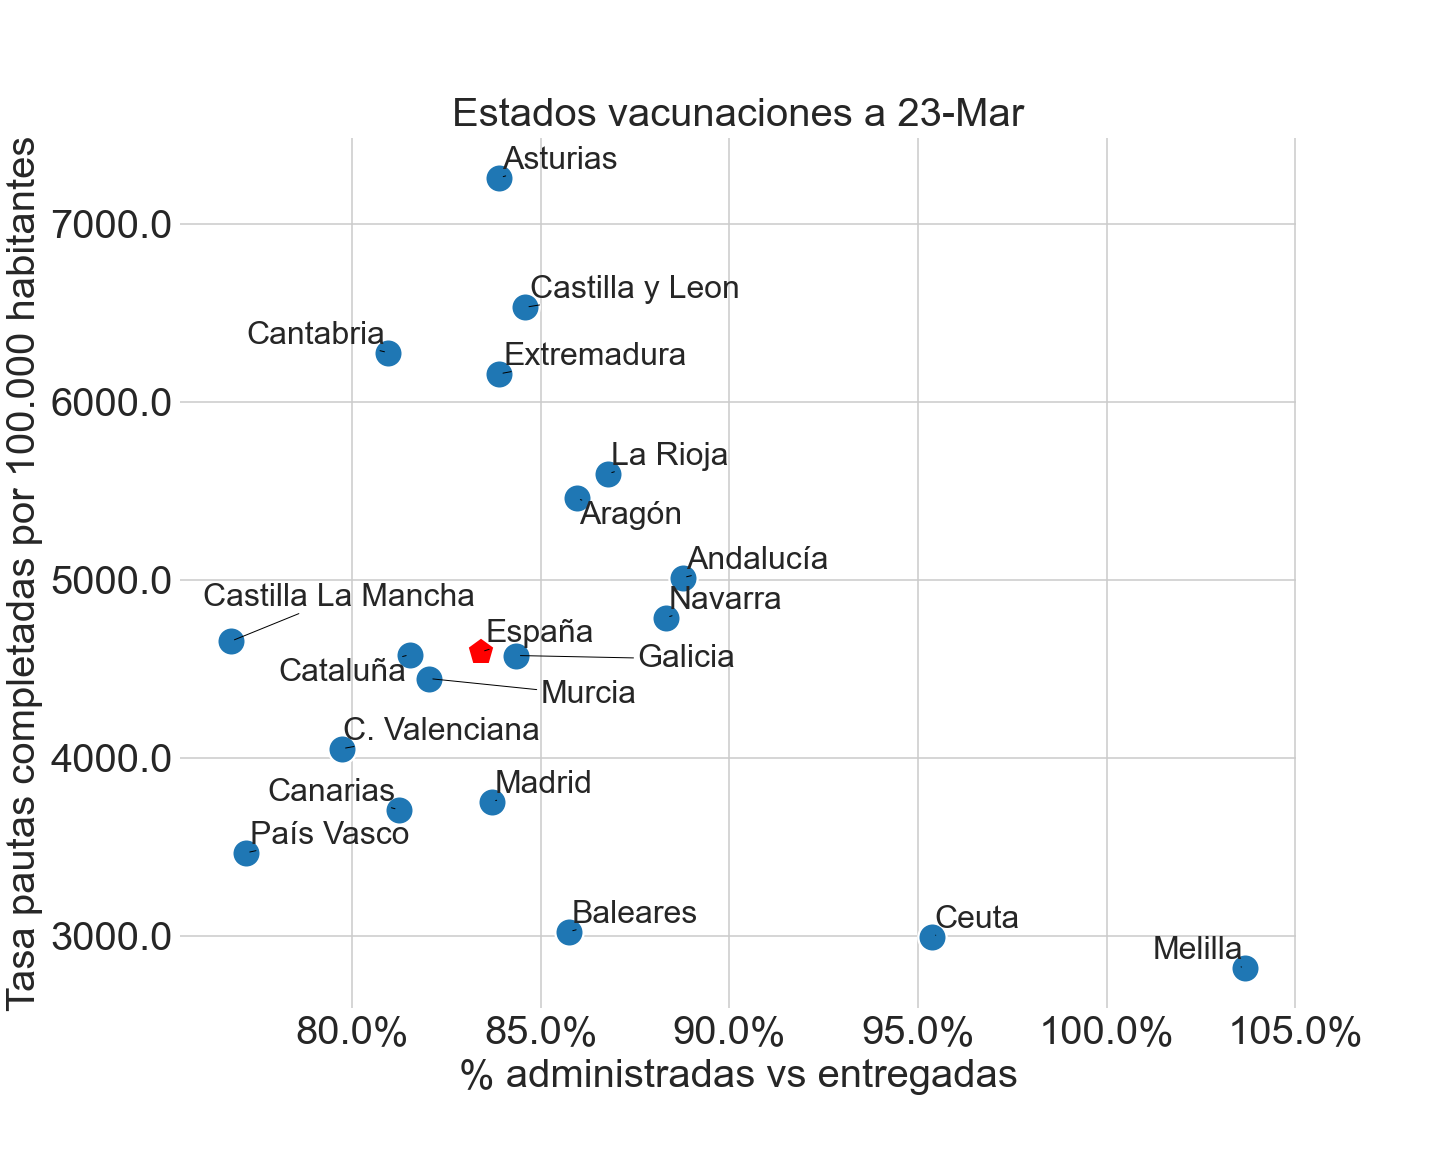 Estados vacunaciones a 23-Mar
Tasa pautas completadas por 100.000 habitantes
7000.0
6000.0
5000.0
4000.0
3000.0
Asturias
Castilla y Leon
Cantabria
Extremadura
La Rioja
Aragón
Andalucía
Castilla La Mancha
Navarra
España
Galicia
Cataluña
Murcia
C. Valenciana
Canarias
Madrid
País Vasco
Baleares
Ceuta
Melilla
80.0%
85.0%
90.0%
95.0%
100.0%
105.0%
% administradas vs entregadas